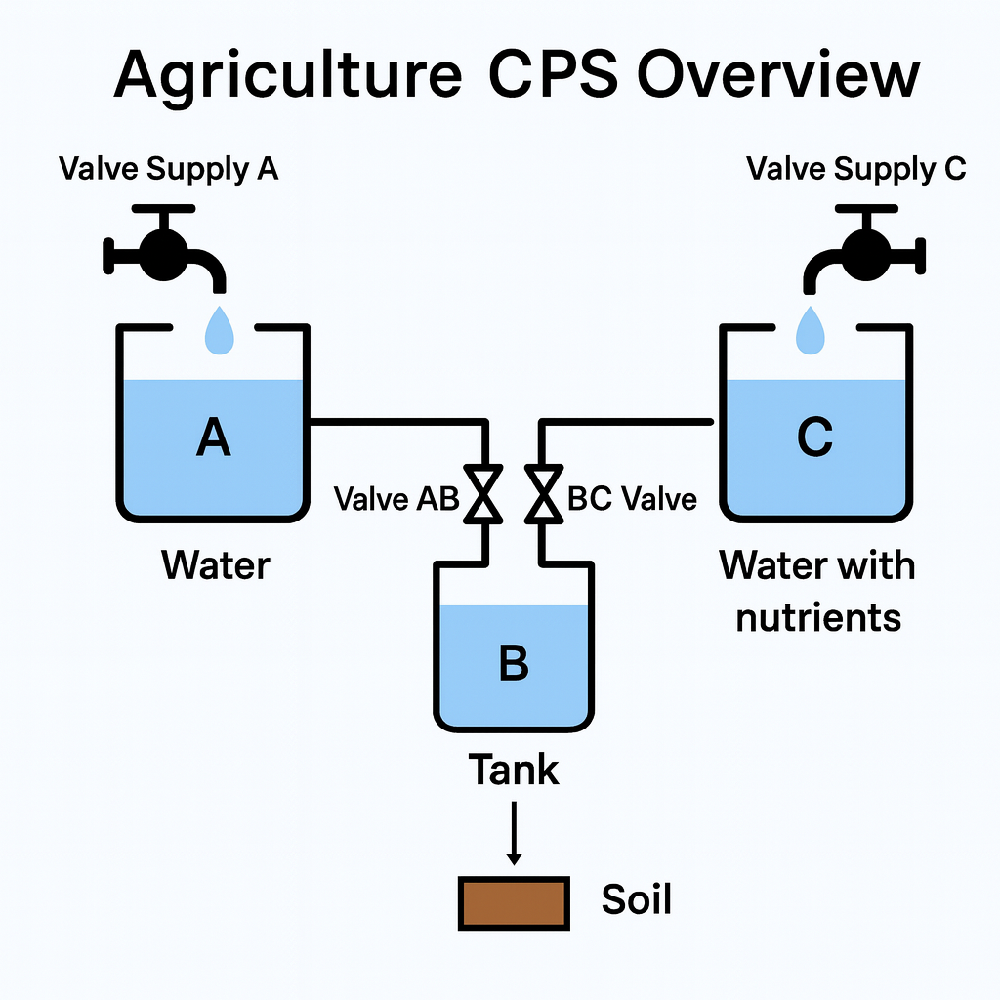 Agriculture CPS Overview
Valve Supply A
Valve Supply C
A
C
Valve AB
BC Valve
Water
Water with
nutrients
B
Tank
Soil